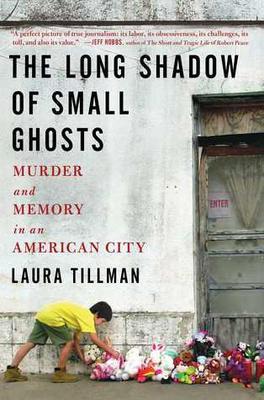 "A perfect picture of true journalism: its labor, its obsessiveness, its challenges, its
toll, and also its value." —JEFF HOBBS, author of The Short and Tragic Life of Robert Peace
THE LONG SHADOW
OF SMALL
GHOSTS
MURDER
and
MEMORY
in an
AMERICAN CITY
LAURA TILLMAN
ENTER